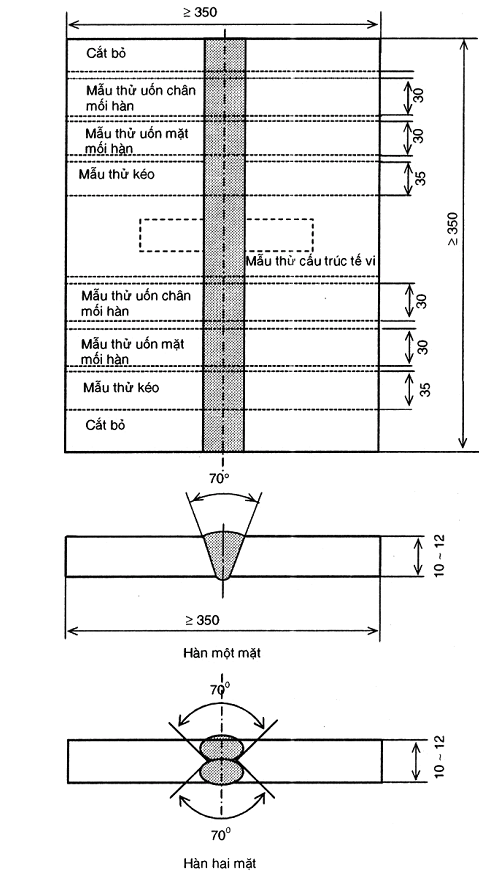 ≥ 350
Cắt bỏ
Mẫu thử uốn chân
mối hàn
30
Mẫu thử uốn mặt
mối hàn
30
Mẫu thử kéo
35
≥ 350
Mẫu thử cấu trúc tế vi
Mẫu thử uốn chân
mối hàn
30
Mẫu thử uốn mặt
mối hàn
30
Mẫu thử kéo
35
Cắt bỏ
70°
10 ~ 12
≥ 350
Hàn một mặt
70°
10 ~ 12
70°
Hàn hai mặt